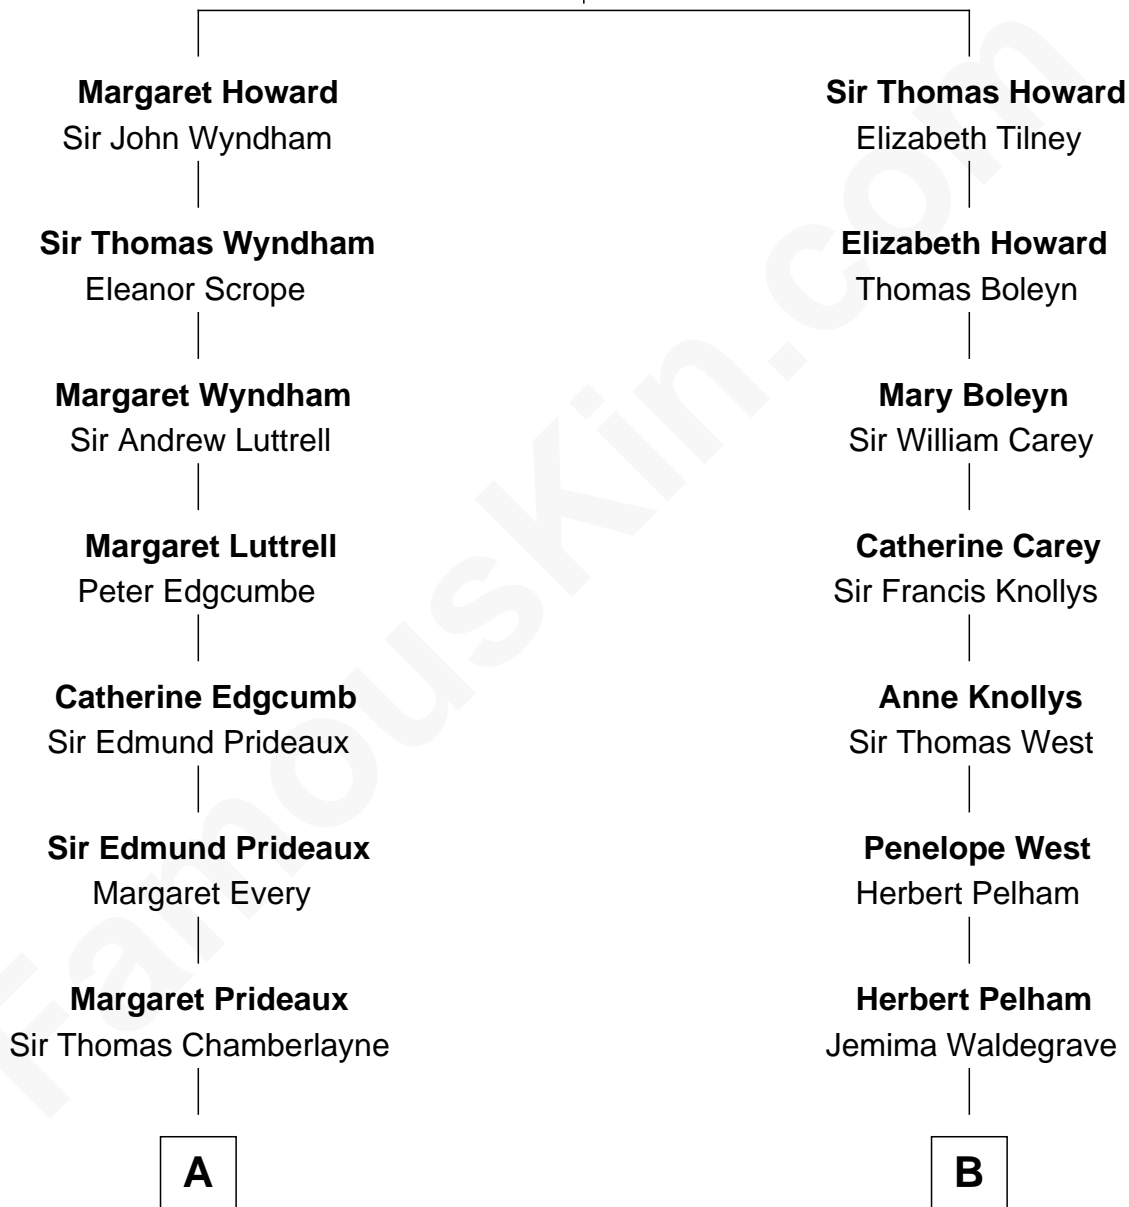 Margaret Howard
Sir John Wyndham
Sir Thomas Wyndham
Eleanor Scrope
Margaret Wyndham
Sir Andrew Luttrell
Margaret Luttrell
Peter Edgcumbe
Catherine Edgcumb
Sir Edmund Prideaux
Sir Edmund Prideaux
Margaret Every
Margaret Prideaux
Sir Thomas Chamberlayne
A
Sir Thomas Howard
Elizabeth Tilney
Elizabeth Howard
Thomas Boleyn
Mary Boleyn
Sir William Carey
Catherine Carey
Sir Francis Knollys
Anne Knollys
Sir Thomas West
Penelope West
Herbert Pelham
Herbert Pelham
Jemima Waldegrave
B
FamousKin.com